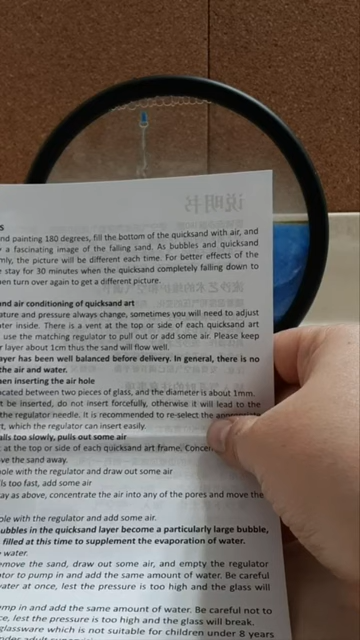 说明书
nd painting 180 degrees, fill the bottom of the quicksand with air, and
a fascinating image of the falling sand. As bubbles and quicksand
mly, the picture will be different each time. For better effects of the
stay for 30 minutes when the quicksand completely falling down to
en turn over again to get a different picture.
and air conditioning of quicksand art
ature and pressure always change, sometimes you will need to adjust
ter inside. There is a vent at the top or side of each quicksand art
use the matching regulator to pull out or add some air. Please keep
r layer about 1cm thus the sand will flow well.
ayer has been well balanced before delivery. In general, there is no
the air and water.
hen inserting the air hole
ocated between two pieces of glass, and the diameter is about 1mm.
t be inserted, do not insert forcefully, otherwise it will lead to the
the regulator needle. It is recommended to re-select the
t, which the regulator can insert easily.
alls too slowly, pulls out some air
t at the top or side of each quicksand art frame.
ve the sand away.
hole with the regulator and draw out some air
lls too fast, add some air
ay as above, concentrate the air into any of the pores and move the
ole with the regulator and add some air.
ubbles in the quicksand layer become a particularly large bubble,
filled at this time to supplement the evaporation of water.
water.
emove the sand, draw out some air, and empty the regulator
tor to pump in and add the same amount of water. Be careful
ater at once, lest the pressure is too high and the glass will
mp in and add the same amount of water. Be careful not to
ce, lest the pressure is too high and the glass will break.
glassware which is not suitable for children under 8 years